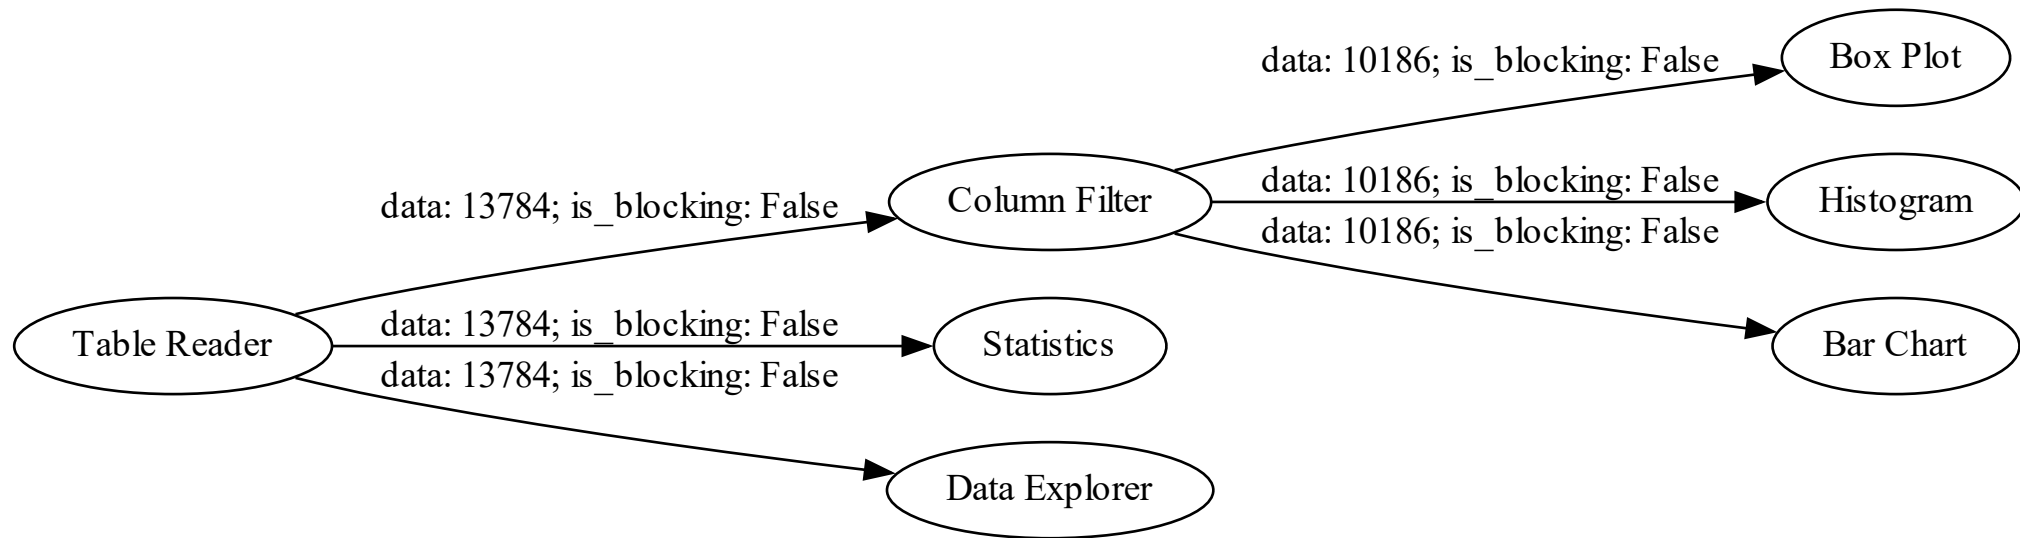 data: 10186; is_blocking: False
Box Plot
data: 13784; is_blocking: False
Column Filter
data: 10186; is_blocking: False
Histogram
data: 10186; is_blocking: False
Table Reader
data: 13784; is_blocking: False
Statistics
Bar Chart
data: 13784; is_blocking: False
Data Explorer